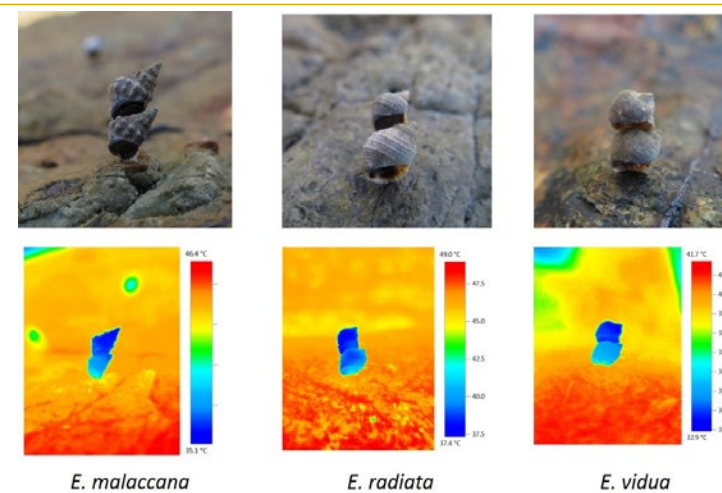 46.4 °C
35.1 °C
49.0 °C
47.5
45.0
42.5
40.0
37.5
37.4 °C
41.7 °C
32.9 °C
E. malaccana
E. radiata
E. vidua